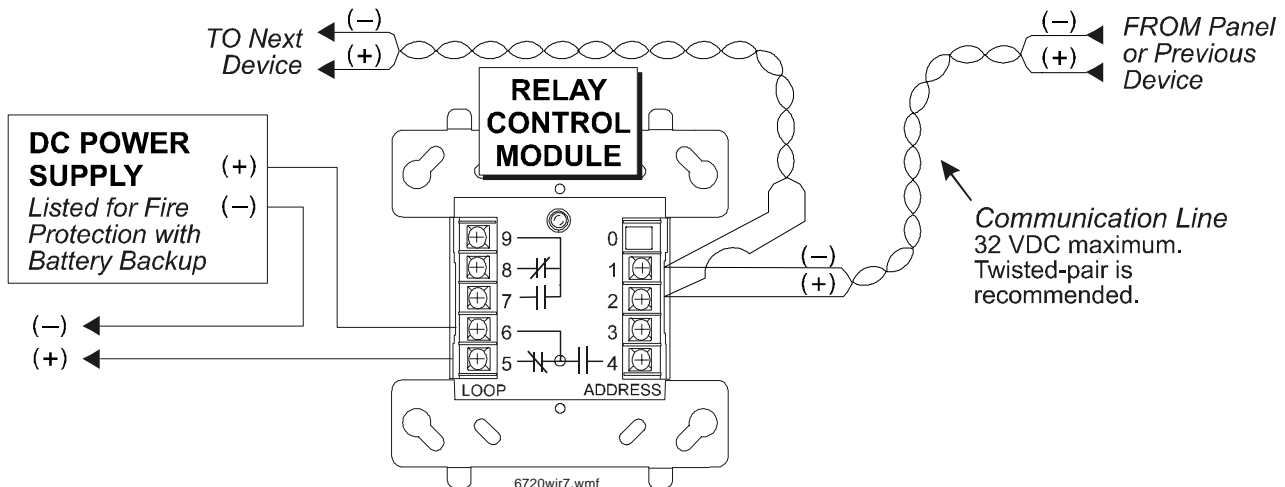 (−)
(+)
TO Next
Device
(−)
(+)
FROM Panel
or Previous
Device
RELAY
CONTROL
MODULE
DC POWER
SUPPLY
Listed for Fire
Protection with
Battery Backup
(+)
(−)
Communication Line
32 VDC maximum.
Twisted-pair is
recommended.
9
8
7
6
5
0
1
2
3
4
(−)
(+)
(−)
(+)
LOOP
ADDRESS
6720wir7.wmf